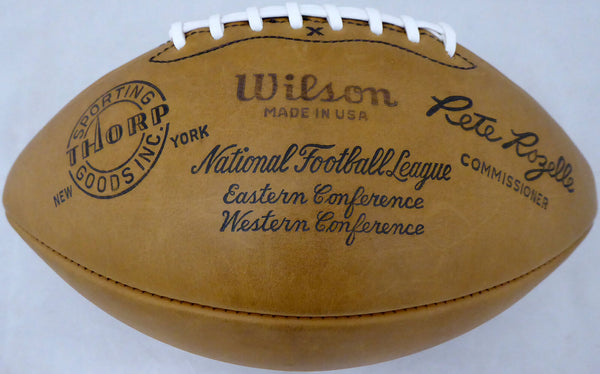 X
Wilson
MADE IN USA
SPORTING
THORP
GOODS INC.
NEW YORK
National Football League
Eastern Conference
Western Conference
Pete Rozelle
COMMISSIONER